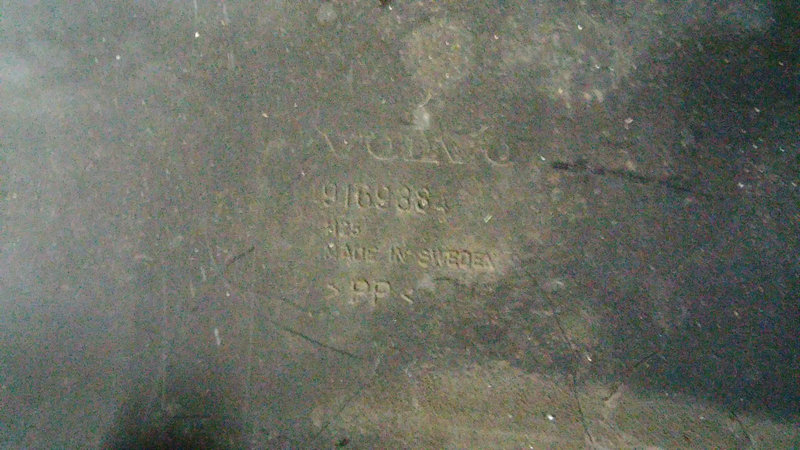 VOLVO
9169384
MADE IN SWEDEN
>PP<